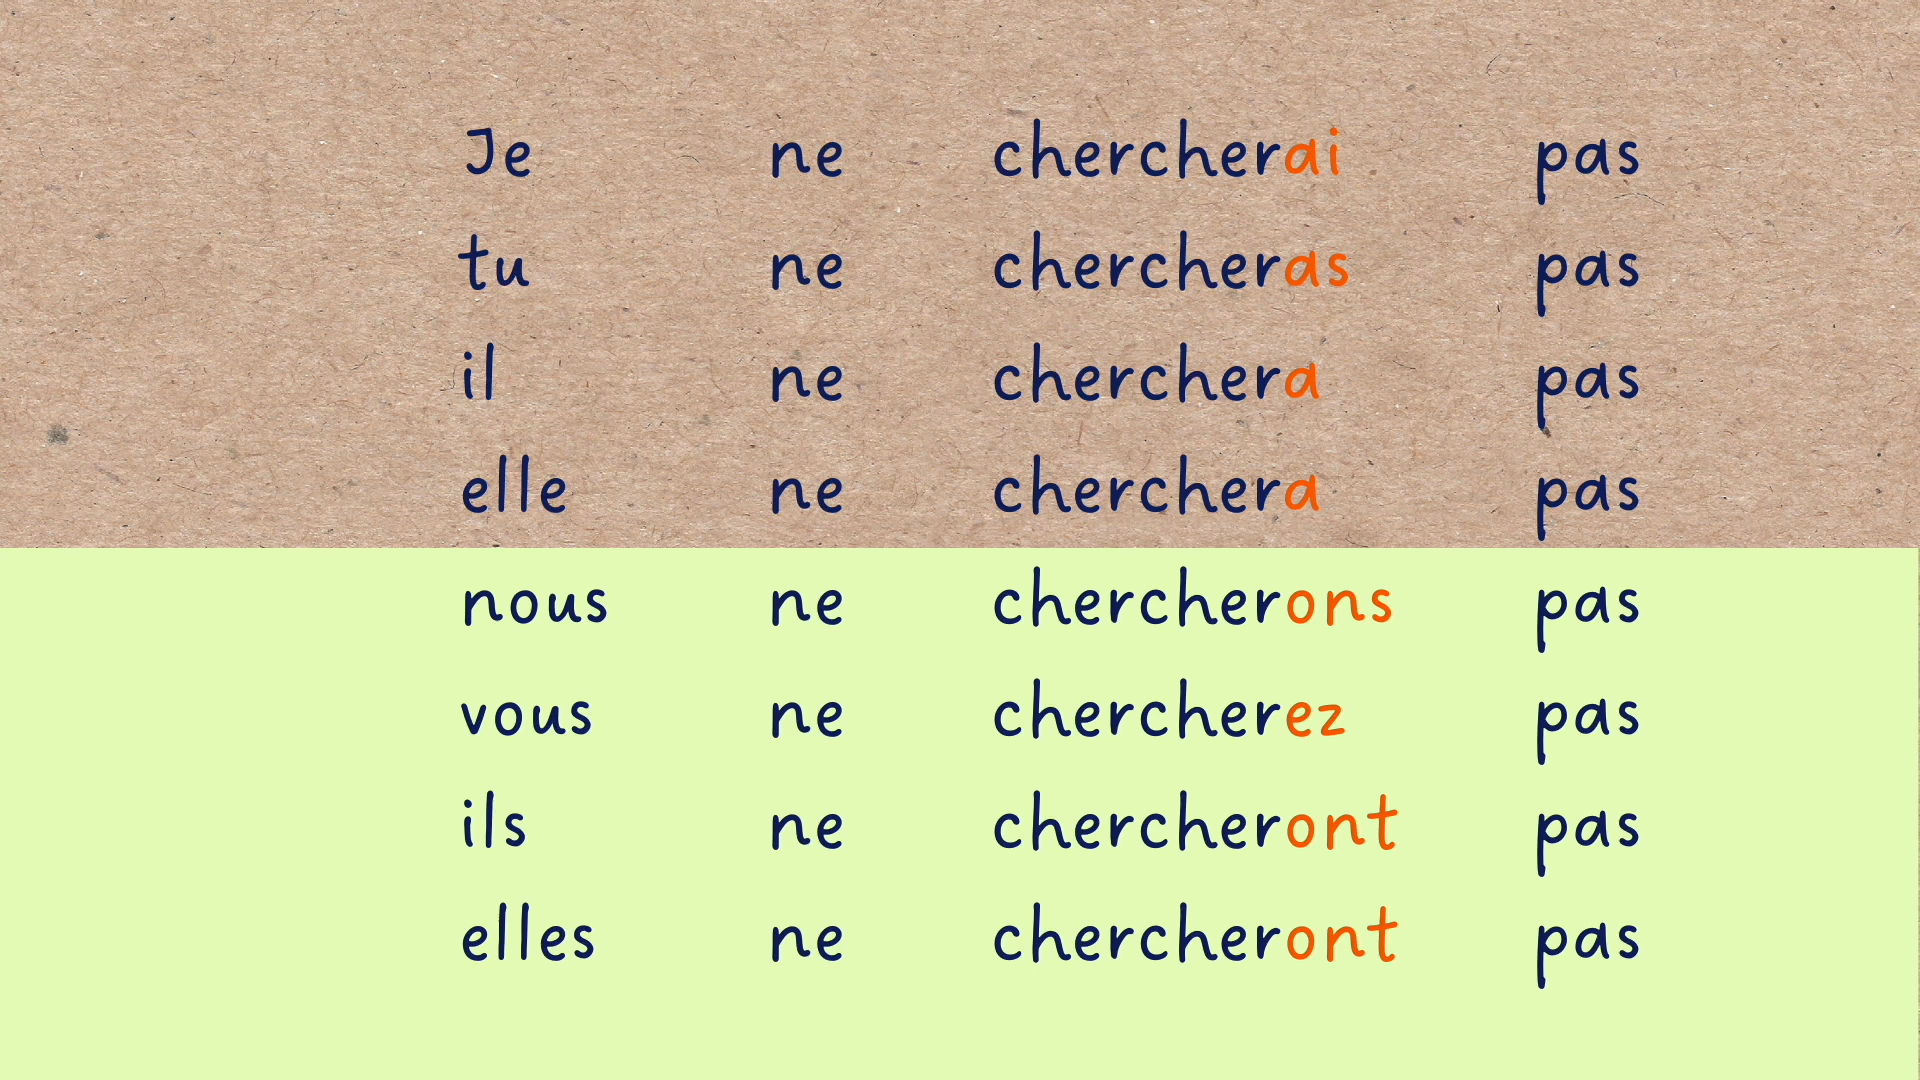 Je ne chercherai pas
tu ne chercheras pas
il ne cherchera pas
elle ne cherchera pas
nous ne chercherons pas
vous ne chercherez pas
ils ne chercheront pas
elles ne chercheront pas